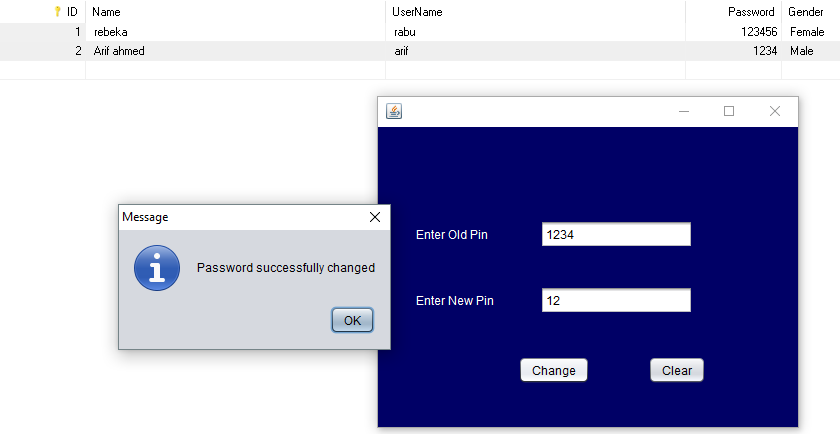 ID Name UserName Password Gender
1 rebeka rabu 123456 Female
2 Arif ahmed arif 1234 Male
Message
Password successfully changed
OK
Enter Old Pin 1234
Enter New Pin 12
Change Clear